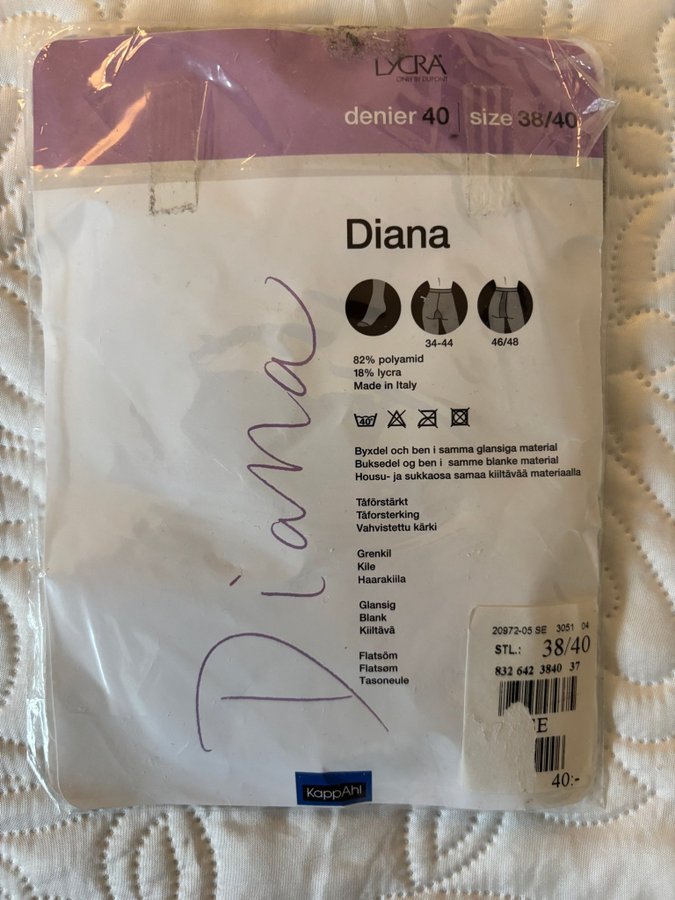 LYCRA
ONLY BY DUPONT
denier 40 | size 38/40
Diana
34-44 46/48
82% polyamid
18% lycra
Made in Italy
40°
Byxdel och ben i samma glansiga material
Buksedel og ben i samme blanke material
Housu- ja sukkaosa samaa kiiltävää materiaalla
Tåförstärkt
Tåforsterking
Vahvistettu kärki
Grenkil
Kile
Haarakiila
Glansig
Blank
Kiiltävä
Flatsöm
Flatsøm
Tasoneule
Diana
20972-05 SE 3051 04
STL.: 38/40
832 642 3840 37
40:-
KappAhl